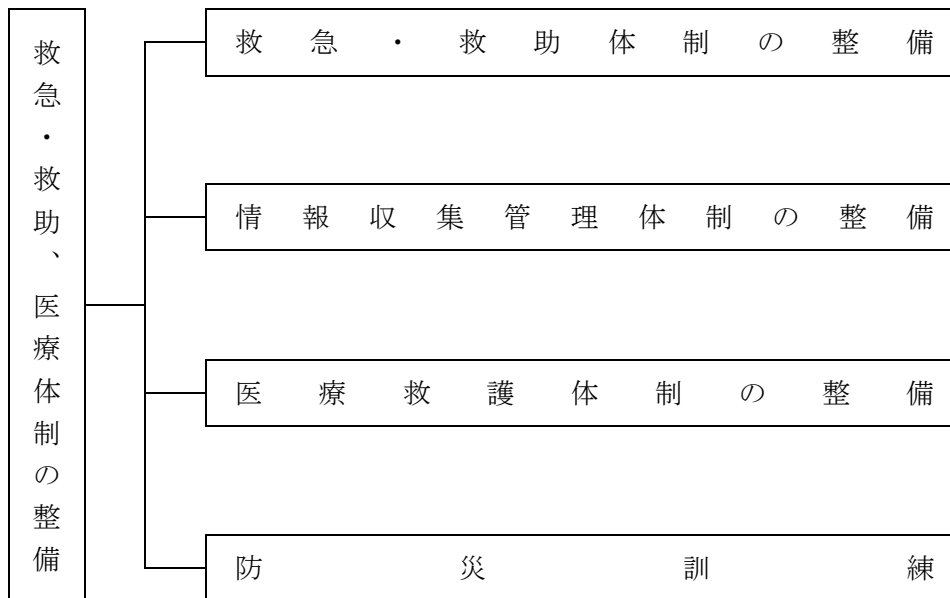 救急・救助、医療体制の整備
救急・救助体制の整備
情報収集管理体制の整備
医療救護体制の整備
防災訓練